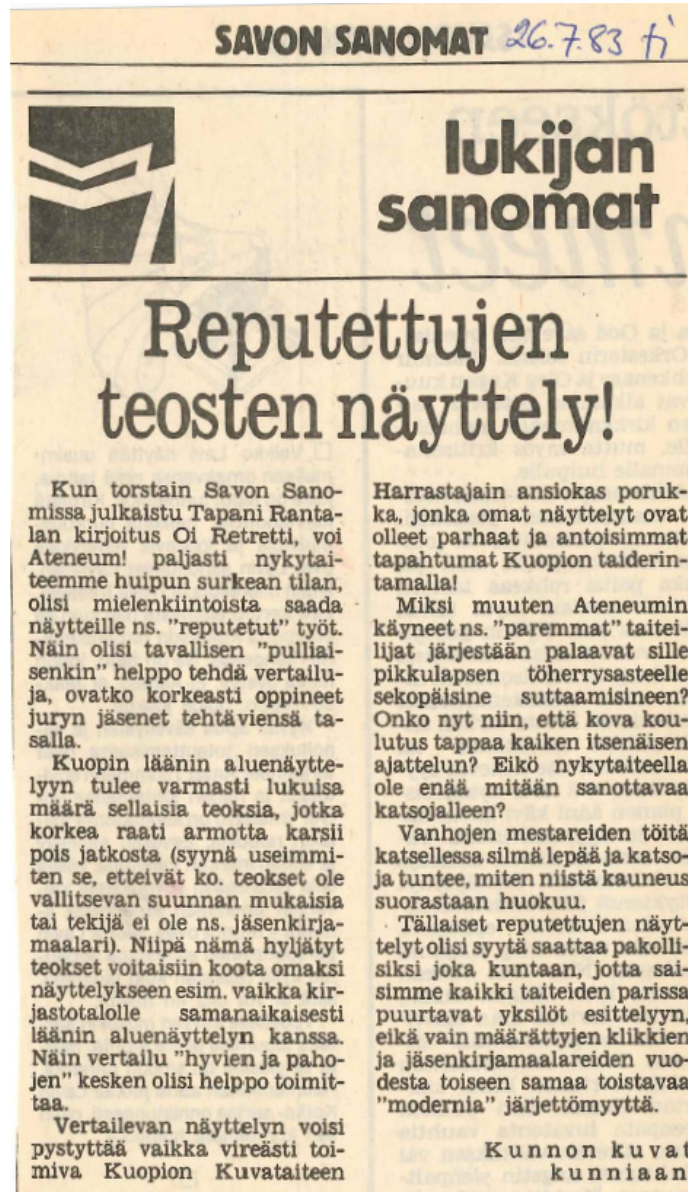 SAVON SANOMAT 26.7.83 ti
lukijan
sanomat
Reputettujen
teosten näyttely!
Kun torstain Savon Sano-
missa julkaistu Tapani Ranta-
lan kirjoitus Oi Retretti, voi
Ateneum! paljasti nykytai-
teemme huipun surkean tilan,
olisi mielenkiintoista saada
näytteille ns. "reputetut" työt.
Näin olisi tavallisen "pulliai-
senkin" helppo tehdä vertailu-
ja, ovatko korkeasti oppineet
juryn jäsenet tehtäviensä ta-
salla.
Kuopin läänin aluenäytte-
lyyn tulee varmasti lukuisa
määrä sellaisia teoksia, jotka
korkea raati armotta karsii
pois jatkosta (syynä useimmi-
ten se, etteivät ko. teokset ole
vallitsevan suunnan mukaisia
tai tekijä ei ole ns. jäsenkirja-
maalari). Niipä nämä hyljätyt
teokset voitaisiin koota omaksi
näyttelykseen esim. vaikka kir-
jastotalolle samanaikaisesti
läänin aluenäyttelyn kanssa.
Näin vertailu "hyvien ja paho-
jen" kesken olisi helppo toimit-
taa.
Vertailevan näyttelyn voisi
pystyttää vaikka vireästi toi-
miva Kuopion Kuvataiteen
Harrastajain ansiokas poruk-
ka, jonka omat näyttelyt ovat
olleet parhaat ja antoisimmat
tapahtumat Kuopion taiderin-
tamalla!
Miksi muuten Ateneumin
käyneet ns. "paremmat" taitei-
lijat järjestään palaavat sille
pikkulapsen töherrysasteelle
sekopäisine suttaamisineen?
Onko nyt niin, että kova kou-
lutus tappaa kaiken itsenäisen
ajattelun? Eikö nykytaiteella
ole enää mitään sanottavaa
katsojalleen?
Vanhojen mestareiden töitä
katsellessa silmä lepää ja katso-
ja tuntee, miten niistä kauneus
suorastaan huokuu.
Tällaiset reputettujen näyt-
telyt olisi syytä saattaa pakolli-
siksi joka kuntaan, jotta sai-
simme kaikki taiteiden parissa
puurtavat yksilöt esittelyyn,
eikä vain määrättyjen klikkien
ja jäsenkirjamaalareiden vuo-
desta toiseen samaa toistavaa
"modernia" järjettömyyttä.
Kunnon kuvat
kunniaan